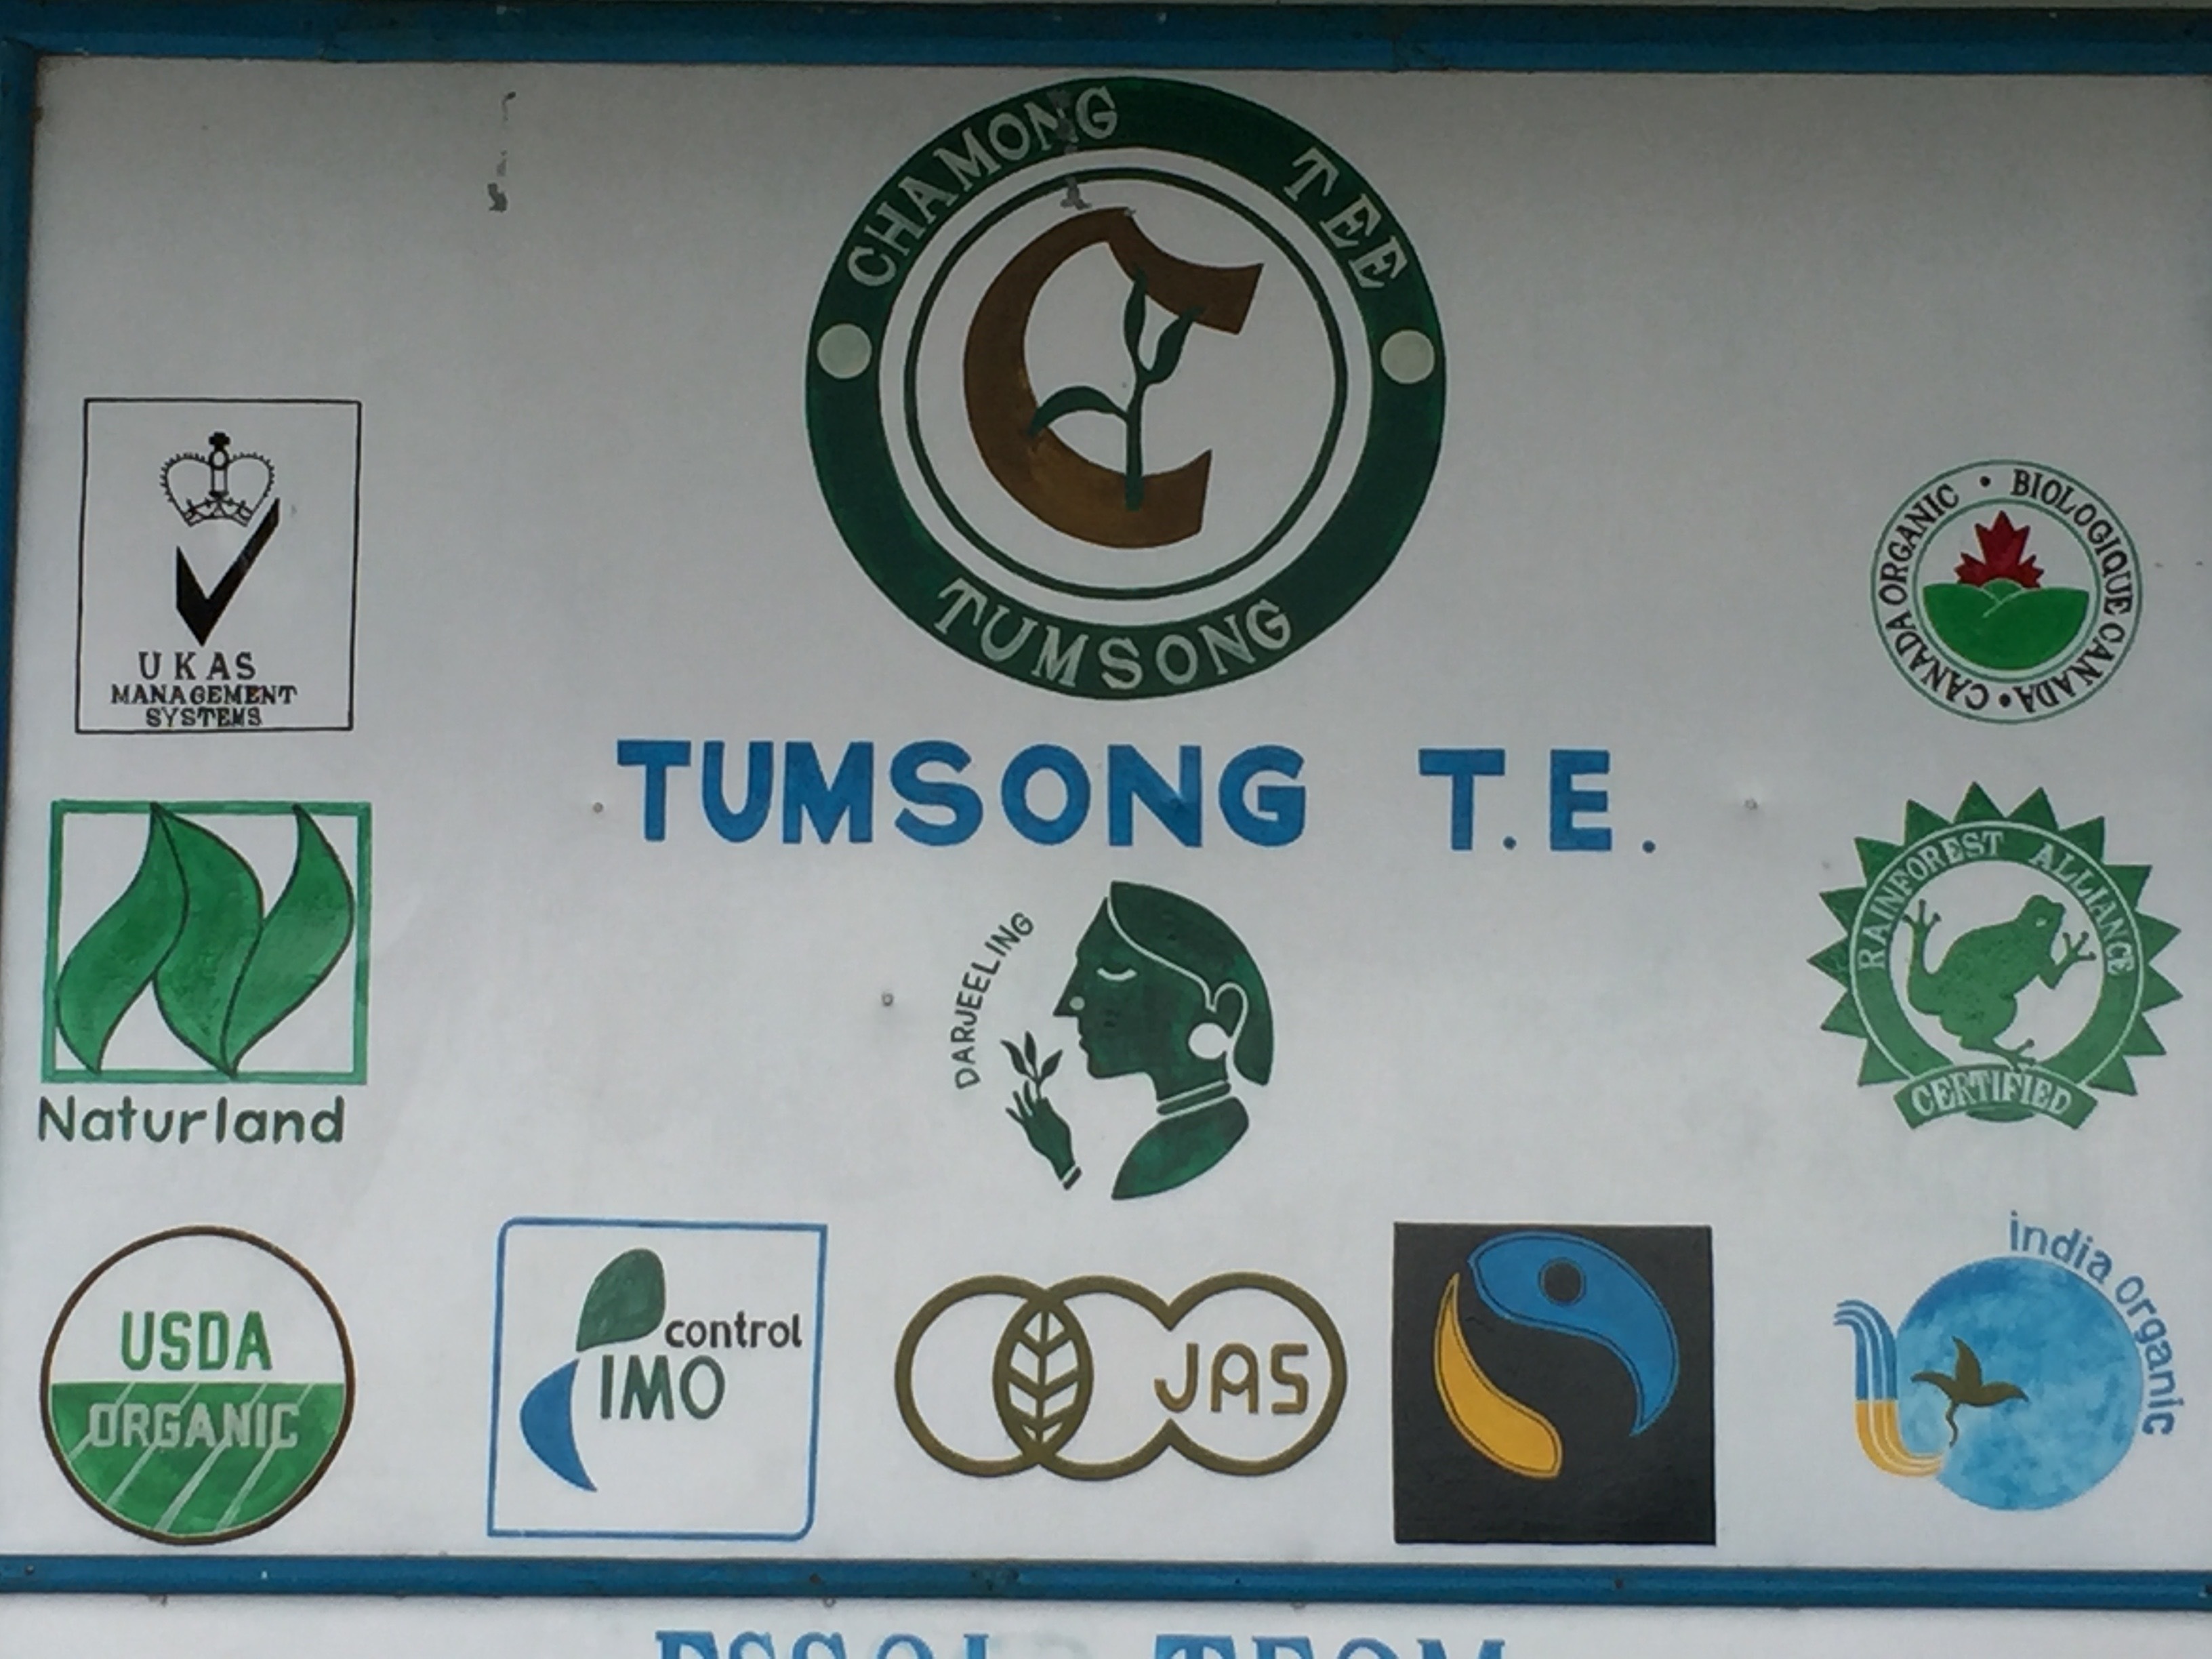 CHAMONG TEE
TUMSONG
UKAS
MANAGEMENT
SYSTEMS
CANADA ORGANIC • BIOLOGIQUE CANADA •
TUMSONG T.E.
Naturland
DARJEELING
RAINFOREST ALLIANCE
CERTIFIED
USDA
ORGANIC
control
IMO
JAS
india organic